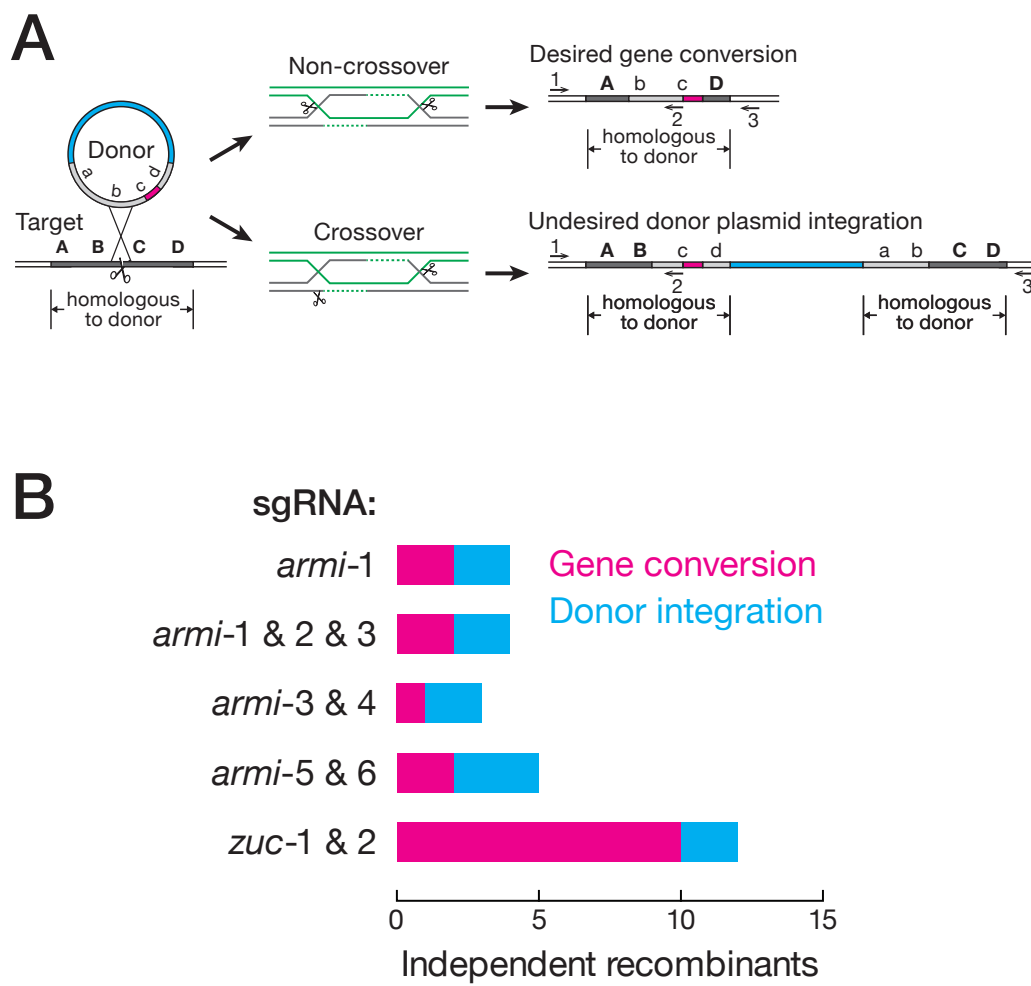 A
Donor
a
b
c
d
Target
A B C D
homologous
to donor
Non-crossover
Desired gene conversion
1
A b c D
2
3
homologous
to donor
Crossover
Undesired donor plasmid integration
1
A B c d a b C D
2
3
homologous
to donor
homologous
to donor
B
sgRNA:
armi-1
armi-1 & 2 & 3
armi-3 & 4
armi-5 & 6
zuc-1 & 2
Gene conversion
Donor integration
0 5 10 15
Independent recombinants